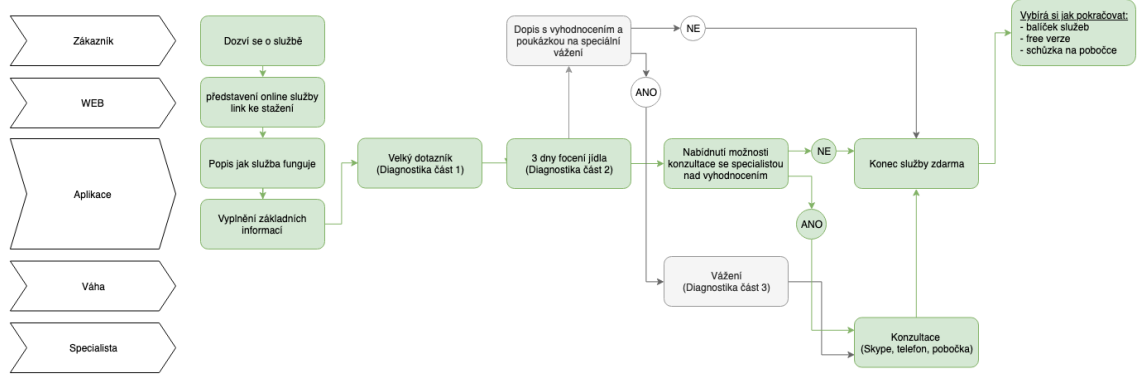 Zákazník
WEB
Aplikace
Váha
Specialista
Dozví se o službě
představení online služby
link ke stažení
Popis jak služba funguje
Vyplnění základních
informací
Velký dotazník
(Diagnostika část 1)
Dopis s vyhodnocením a
poukázkou na speciální
vážení
3 dny focení jídla
(Diagnostika část 2)
NE
ANO
Nabídnutí možnosti
konzultace se specialistou
nad vyhodnocením
NE
ANO
Vážení
(Diagnostika část 3)
Konec služby zdarma
Konzultace
(Skype, telefon, pobočka)
Vybírá si jak pokračovat:
- balíček služeb
- free verze
- schůzka na pobočce